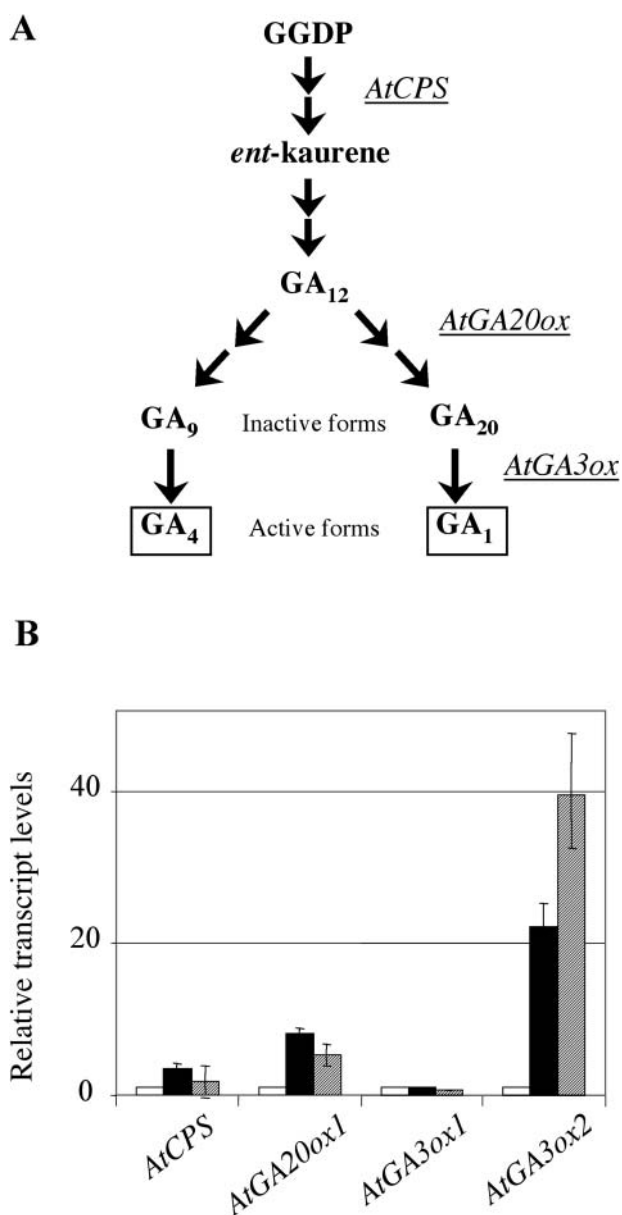 A
GGDP
AtCPS
ent-kaurene
GA12
AtGA20ox
GA9 Inactive forms GA20
AtGA3ox
GA4 Active forms GA1
B
Relative transcript levels
40
20
0
AtCPS
AtGA20ox1
AtGA3ox1
AtGA3ox2